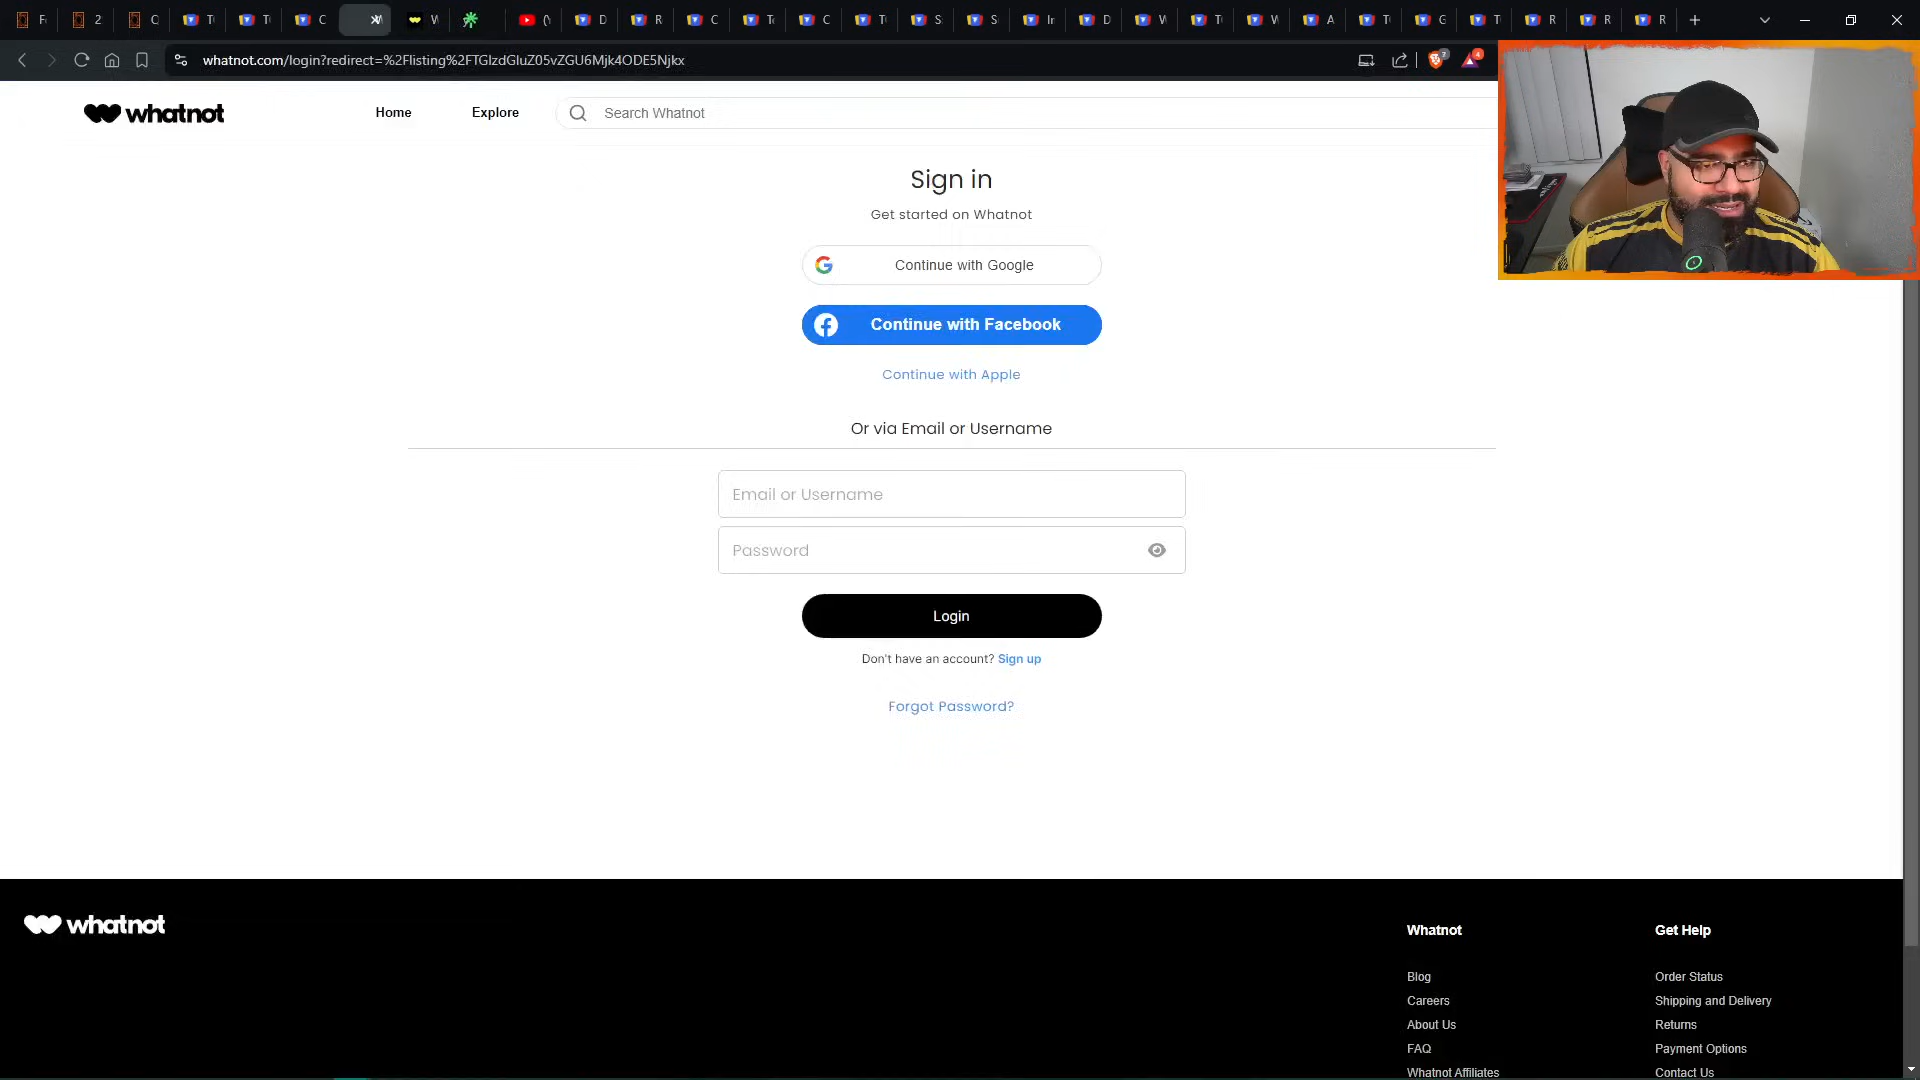 whatnot.com/login?redirect=%2Flisting%2FTGlzdGluZ05vZGU6Mjk4ODE5Njkx
whatnot
Home
Explore
Search Whatnot
Sign in
Get started on Whatnot
Continue with Google
Continue with Facebook
Continue with Apple
Or via Email or Username
Email or Username
Password
Login
Don't have an account? Sign up
Forgot Password?
whatnot
Whatnot
Get Help
Blog
Order Status
Careers
Shipping and Delivery
About Us
Returns
FAQ
Payment Options
Whatnot Affiliates
Contact Us